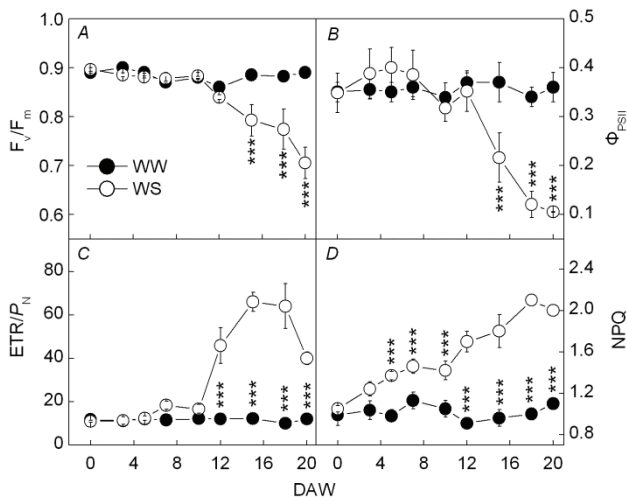 A
B
1.0
0.9
0.8
0.7
0.6
Fv/Fm
WW
WS
***
***
***
0.5
0.4
0.3
0.2
0.1
ΦPSII
***
***
***
C
D
80
60
40
20
0
ETR/PN
***
***
***
***
2.4
2.0
1.6
1.2
0.8
NPQ
***
***
***
***
***
***
***
0 4 8 12 16 20
0 4 8 12 16 20
DAW